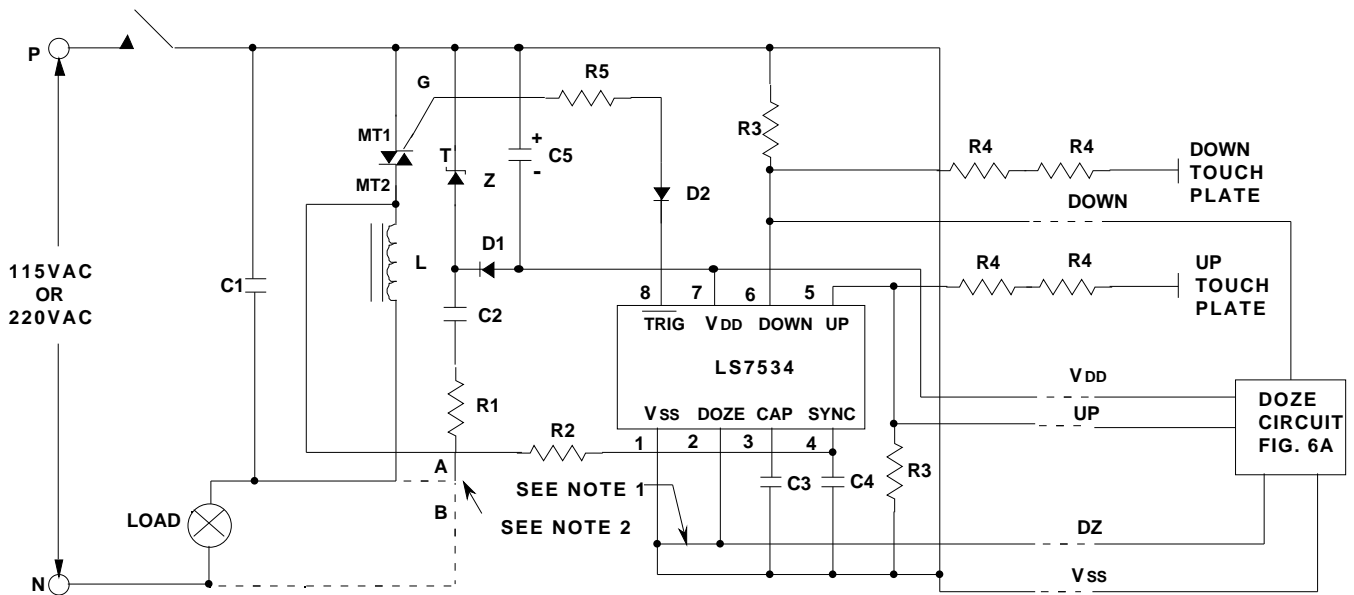 P
G
R5
MT1
MT2
T
Z
+
C5
-
D2
R3
R4
R4
DOWN
TOUCH
PLATE
DOWN
115VAC
OR
220VAC
C1
L
D1
C2
R4
R4
UP
TOUCH
PLATE
8
7
6
5
TRIG
VDD
DOWN
UP
LS7534
VSS
DOZE
CAP
SYNC
1
2
3
4
R1
R2
A
B
C3
C4
R3
VDD
UP
DOZE
CIRCUIT
FIG. 6A
SEE NOTE 1
SEE NOTE 2
LOAD
DZ
VSS
N